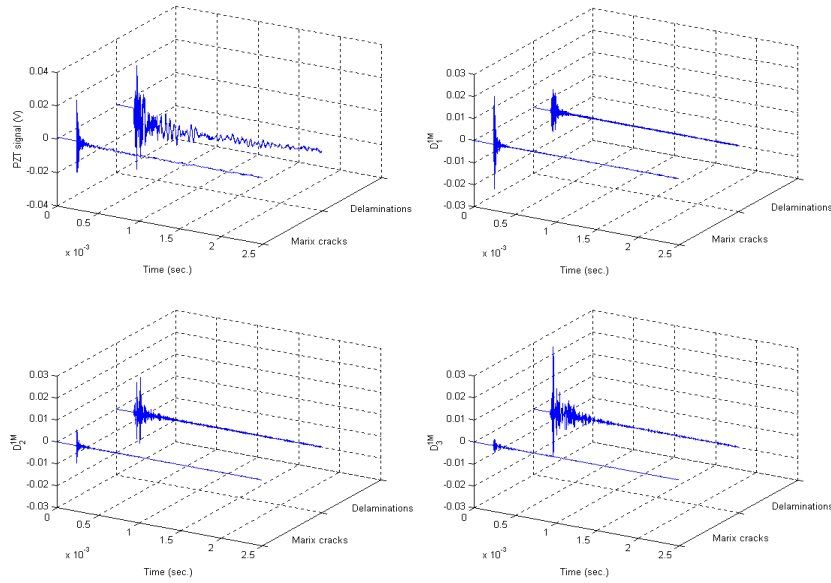 0.04
0.02
0
-0.02
-0.04
PZT signal (V)
0
0.5
1
1.5
2
2.5
x 10-3
Time (sec.)
Marix cracks
Delaminations
0.03
0.02
0.01
0
-0.01
-0.02
-0.03
D1 1M
0
0.5
1
1.5
2
2.5
x 10-3
Time (sec.)
Marix cracks
Delaminations
0.03
0.02
0.01
0
-0.01
-0.02
-0.03
D2 1M
0
0.5
1
1.5
2
2.5
x 10-3
Time (sec.)
Marix cracks
Delaminations
0.03
0.02
0.01
0
-0.01
-0.02
-0.03
D3 1M
0
0.5
1
1.5
2
2.5
x 10-3
Time (sec.)
Marix cracks
Delaminations